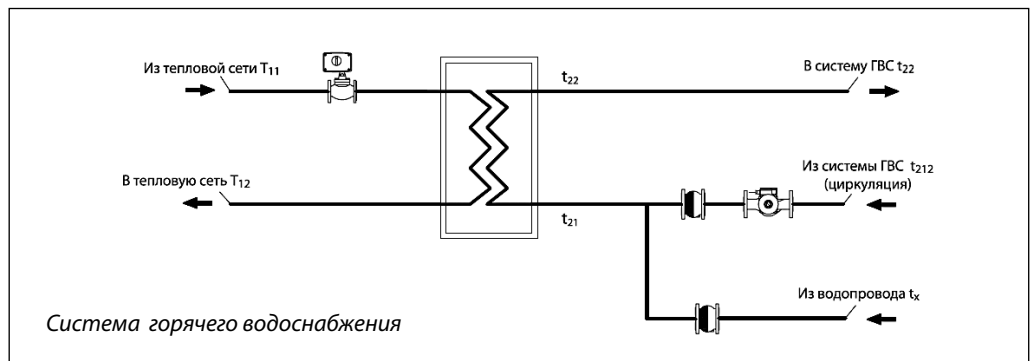 Из тепловой сети T₁₁
t₂₂
В систему ГВС t₂₂
В тепловую сеть T₁₂
t₂₁
Из системы ГВС t₂₁₂
(циркуляция)
Из водопровода tₓ
Система горячего водоснабжения